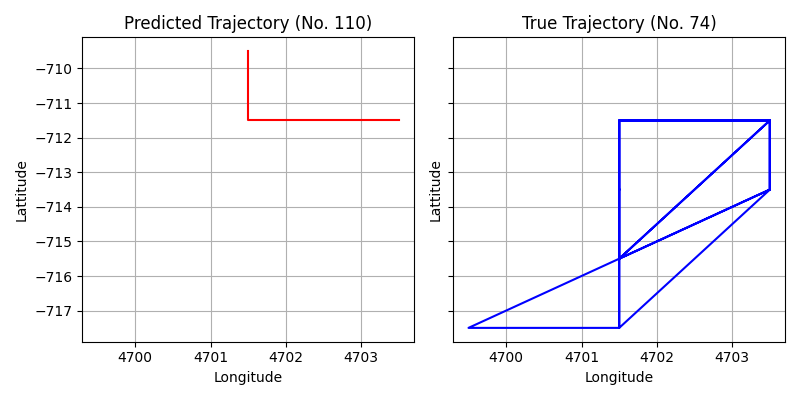 Predicted Trajectory (No. 110)
True Trajectory (No. 74)
−710
−711
−712
−713
−714
−715
−716
−717
Lattitude
Lattitude
4700 4701 4702 4703
4700 4701 4702 4703
Longitude
Longitude